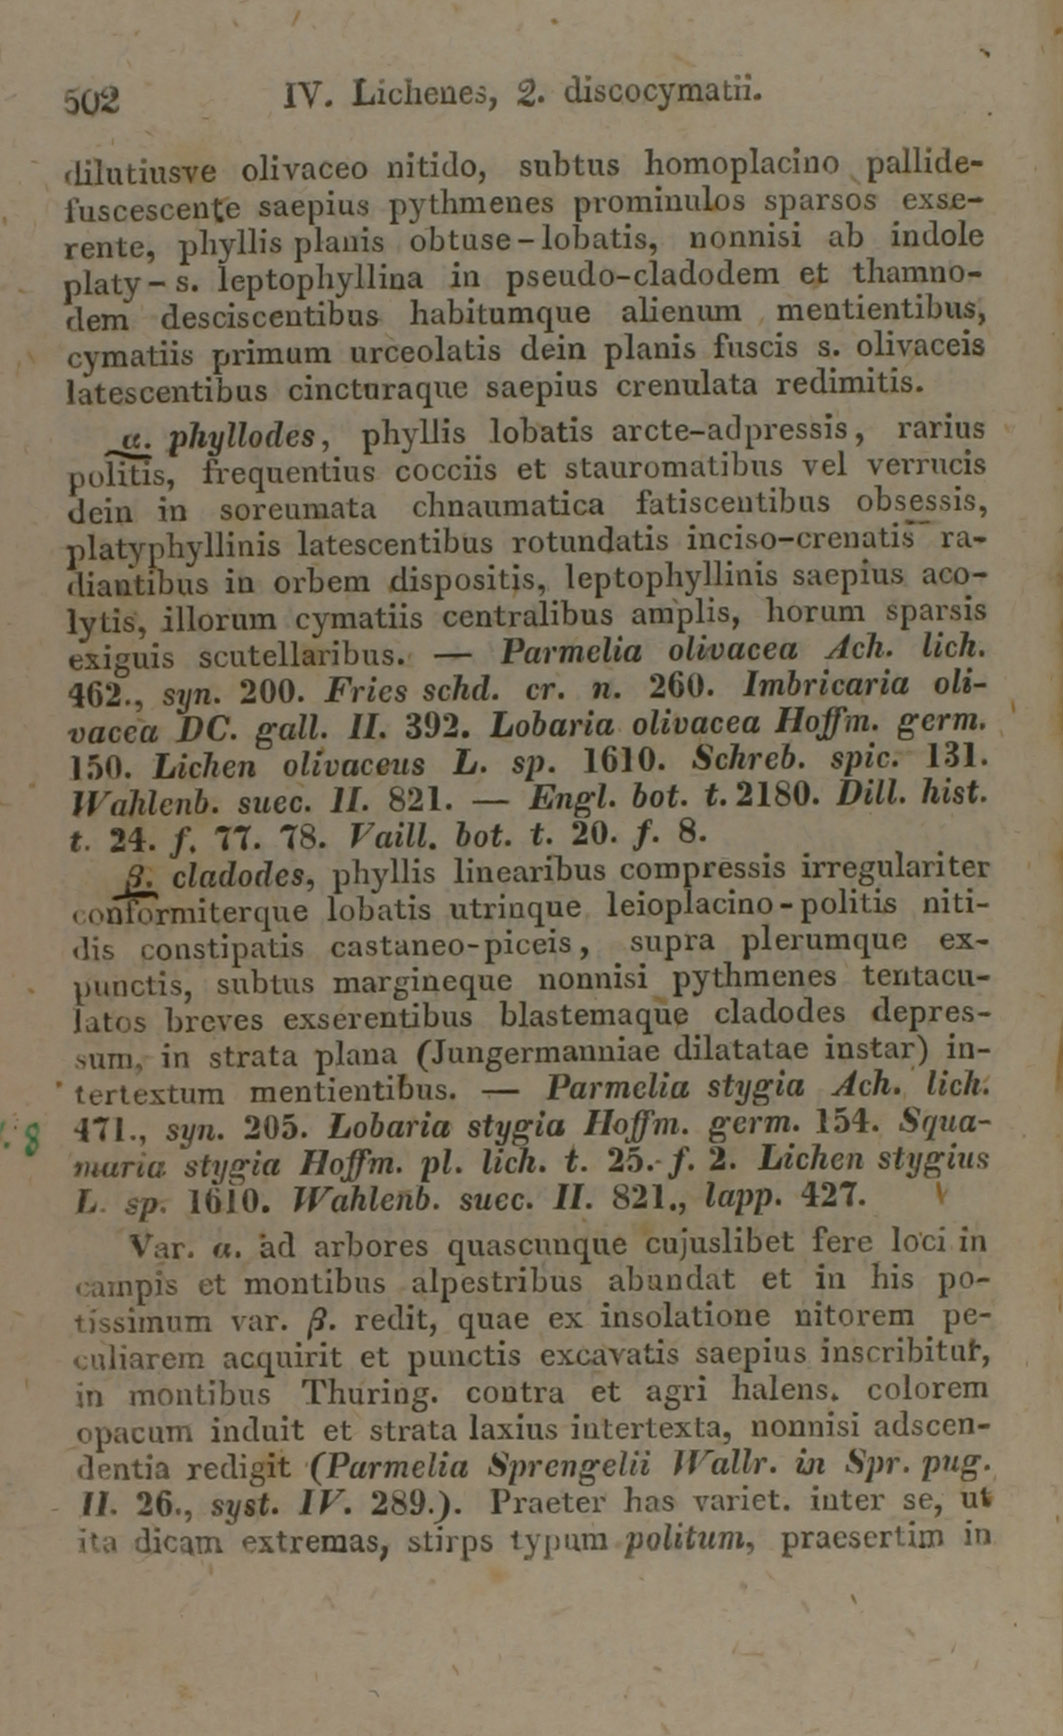 502 IV. Lichenes, 2. discocymatii.
dilutiusve olivaceo nitido, subtus homoplacino pallide-
fuscescente saepius pythmenes prominulos sparsos exse-
rente, phyllis planis obtuse-lobatis, nonnisi ab indole
platy- s. leptophyllina in pseudo-cladodem et thamno-
dem desciscentibus habitumque alienum mentientibus,
cymatiis primum urceolatis dein planis fuscis s. olivaceis
latescentibus cincturaque saepius crenulata redimitis.
α. phyllodes, phyllis lobatis arcte-adpressis, rarius
politis, frequentius cocciis et stauromatibus vel verrucis
dein in soreumata chnaumatica fatiscentibus obsessis,
platyphyllinis latescentibus rotundatis inciso-crenatis ra-
diantibus in orbem dispositis, leptophyllinis saepius aco-
lytis, illorum cymatiis centralibus amplis, horum sparsis
exiguis scutellaribus. — Parmelia olivacea Ach. lich.
462., syn. 200. Fries schd. cr. n. 260. Imbricaria oli-
vacea DC. gall. II. 392. Lobaria olivacea Hoffm. germ.
150. Lichen olivaceus L. sp. 1610. Schreb. spic. 131.
Wahlenb. suec. II. 821. — Engl. bot. t. 2180. Dill. hist.
t. 24. f. 77. 78. Vaill. bot. t. 20. f. 8.
β. cladodes, phyllis linearibus compressis irregulariter
conformiterque lobatis utrinque leioplacino-politis niti-
dis constipatis castaneo-piceis, supra plerumque ex-
punctis, subtus margineque nonnisi pythmenes tentacu-
latos breves exserentibus blastemaque cladodes depres-
sum, in strata plana (Jungermanniae dilatatae instar) in-
tertextum mentientibus. — Parmelia stygia Ach. lich.
8 471., syn. 205. Lobaria stygia Hoffm. germ. 154. Squa-
maria stygia Hoffm. pl. lich. t. 25. f. 2. Lichen stygius
L. sp. 1610. Wahlenb. suec. II. 821., lapp. 427.
Var. α. ad arbores quascunque cujuslibet fere loci in
campis et montibus alpestribus abundat et in his po-
tissimum var. β. redit, quae ex insolatione nitorem pe-
culiarem acquirit et punctis excavatis saepius inscribitur,
in montibus Thuring. contra et agri halens. colorem
opacum induit et strata laxius intertexta, nonnisi adscen-
dentia redigit (Parmelia Sprengelii Wallr. in Spr. pug.
II. 26., syst. IV. 289.). Praeter has variet. inter se, ut
ita dicam extremas, stirps typum politum, praesertim in